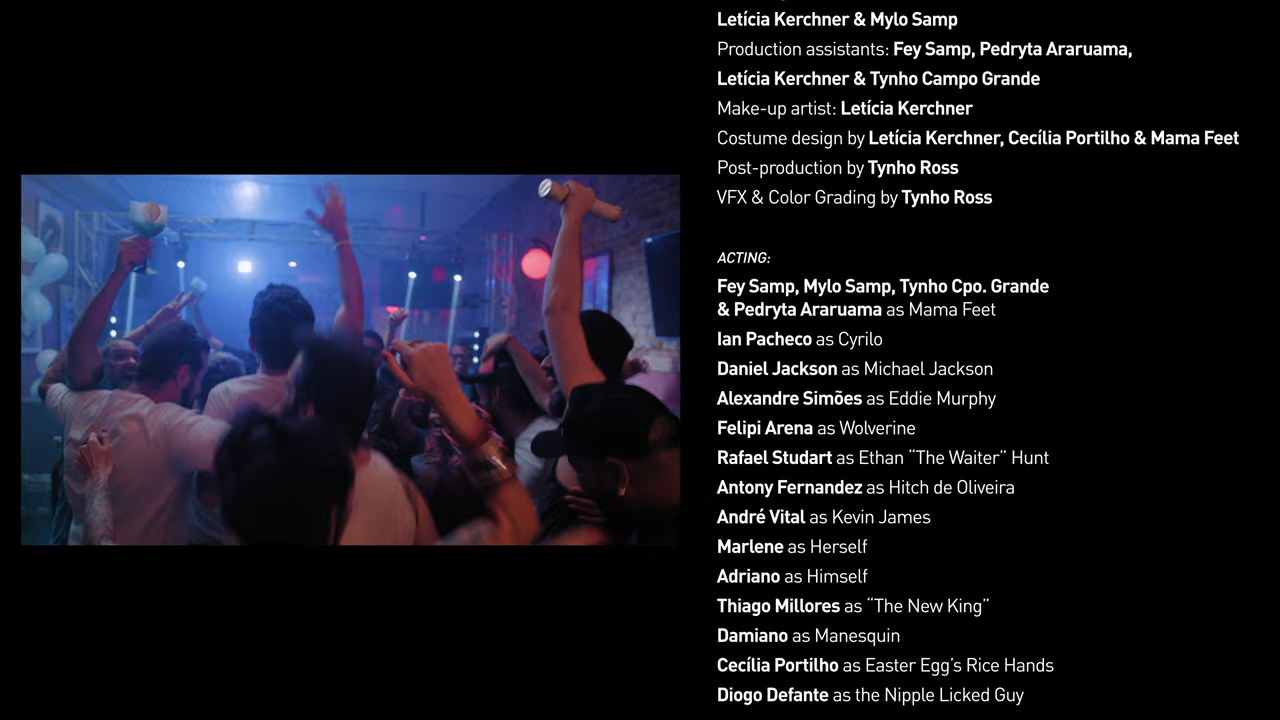 Letícia Kerchner & Mylo Samp
Production assistants: Fey Samp, Pedryta Araruama,
Letícia Kerchner & Tynho Campo Grande
Make-up artist: Letícia Kerchner
Costume design by Letícia Kerchner, Cecília Portilho & Mama Feet
Post-production by Tynho Ross
VFX & Color Grading by Tynho Ross
ACTING:
Fey Samp, Mylo Samp, Tynho Cpo. Grande
& Pedryta Araruama as Mama Feet
Ian Pacheco as Cyrilo
Daniel Jackson as Michael Jackson
Alexandre Simões as Eddie Murphy
Felipi Arena as Wolverine
Rafael Studart as Ethan “The Waiter” Hunt
Antony Fernandez as Hitch de Oliveira
André Vital as Kevin James
Marlene as Herself
Adriano as Himself
Thiago Millores as “The New King”
Damiano as Manesquin
Cecília Portilho as Easter Egg’s Rice Hands
Diogo Defante as the Nipple Licked Guy